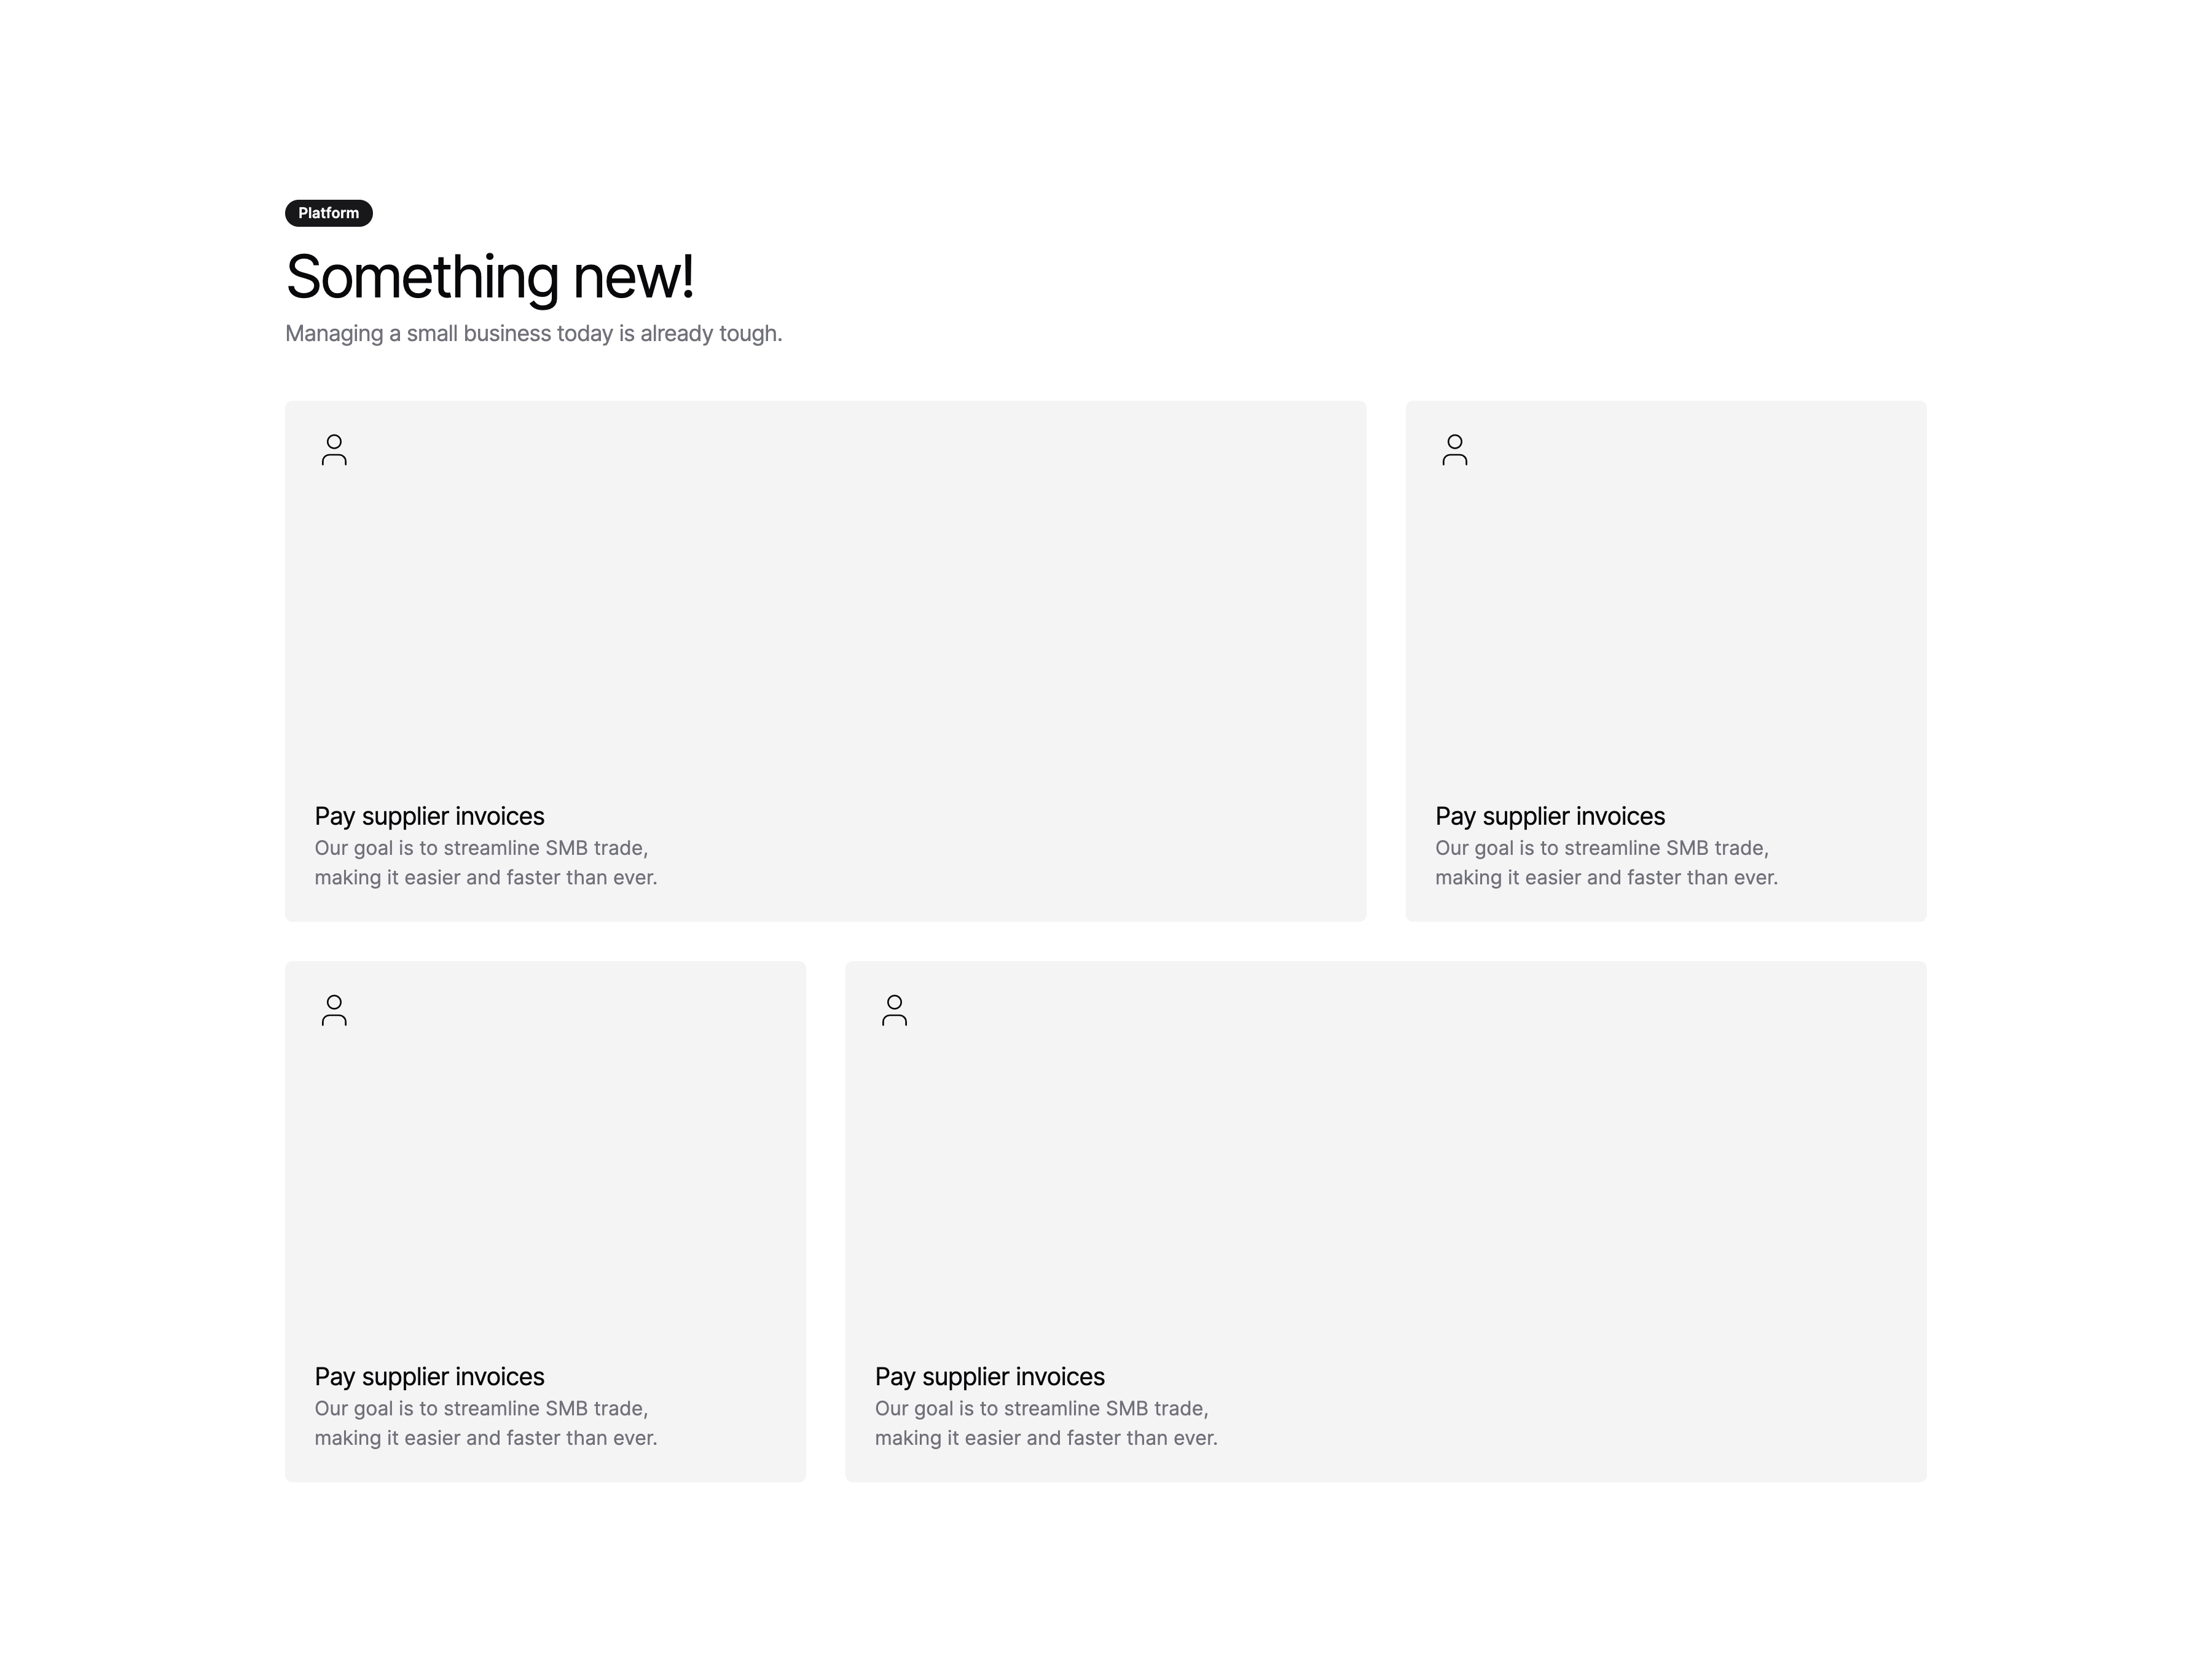 Platform
Something new!
Managing a small business today is already tough.
Pay supplier invoices
Our goal is to streamline SMB trade,
making it easier and faster than ever.
Pay supplier invoices
Our goal is to streamline SMB trade,
making it easier and faster than ever.
Pay supplier invoices
Our goal is to streamline SMB trade,
making it easier and faster than ever.
Pay supplier invoices
Our goal is to streamline SMB trade,
making it easier and faster than ever.